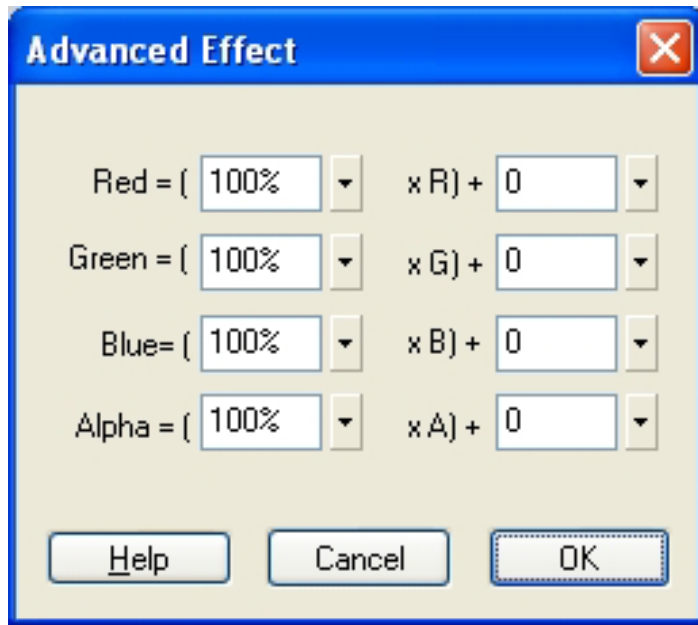 Advanced Effect
Red = ( 100% x R) + 0
Green = ( 100% x G) + 0
Blue= ( 100% x B) + 0
Alpha = ( 100% x A) + 0
Help Cancel OK